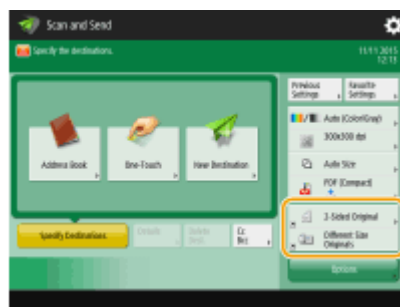 Scan and Send
Specify the destinations.
11/11 2015
12:13
Previous
Settings
Favorite
Settings
Auto (Color/Gray)
300x300 dpi
Address Book
One-Touch
New Destination
Auto Size
PDF (Compact)
2-Sided Original
Specify Destinations
Details
Delete
Dest.
Cc
Bcc
Different Size
Originals
Options